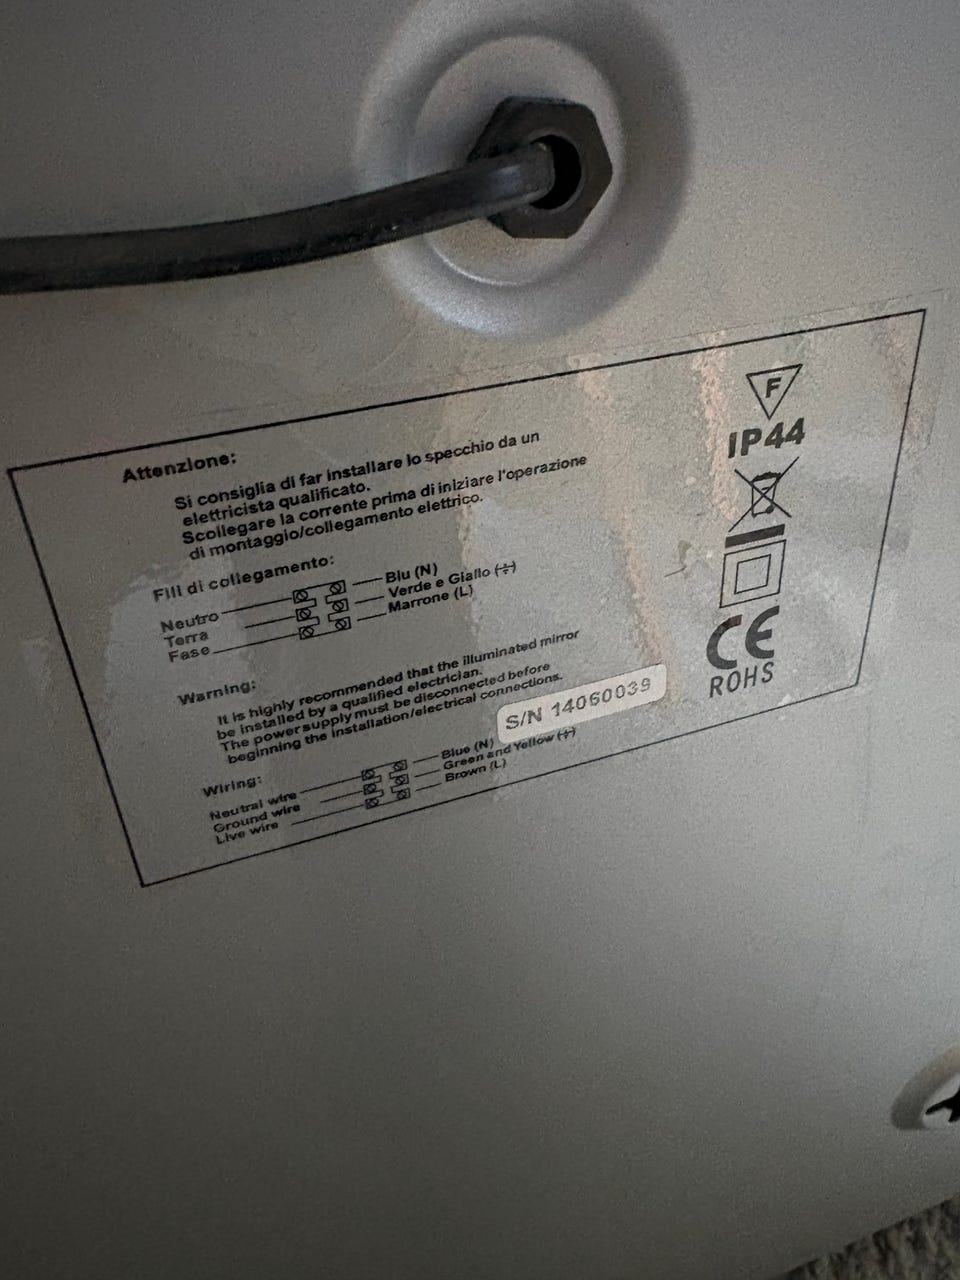 Attenzione:
Si consiglia di far installare lo specchio da un
elettricista qualificato.
Scollegare la corrente prima di iniziare l'operazione
di montaggio/collegamento elettrico.
Fili di collegamento:
Neutro Blu (N)
Terra Verde e Giallo (⏚)
Fase Marrone (L)
Warning:
It is highly recommended that the illuminated mirror
be installed by a qualified electrician.
The power supply must be disconnected before
beginning the installation/electrical connections.
S/N 14060039
Wiring:
Neutral wire Blue (N)
Ground wire Green and Yellow (⏚)
Live wire Brown (L)
F
IP44
CE
ROHS